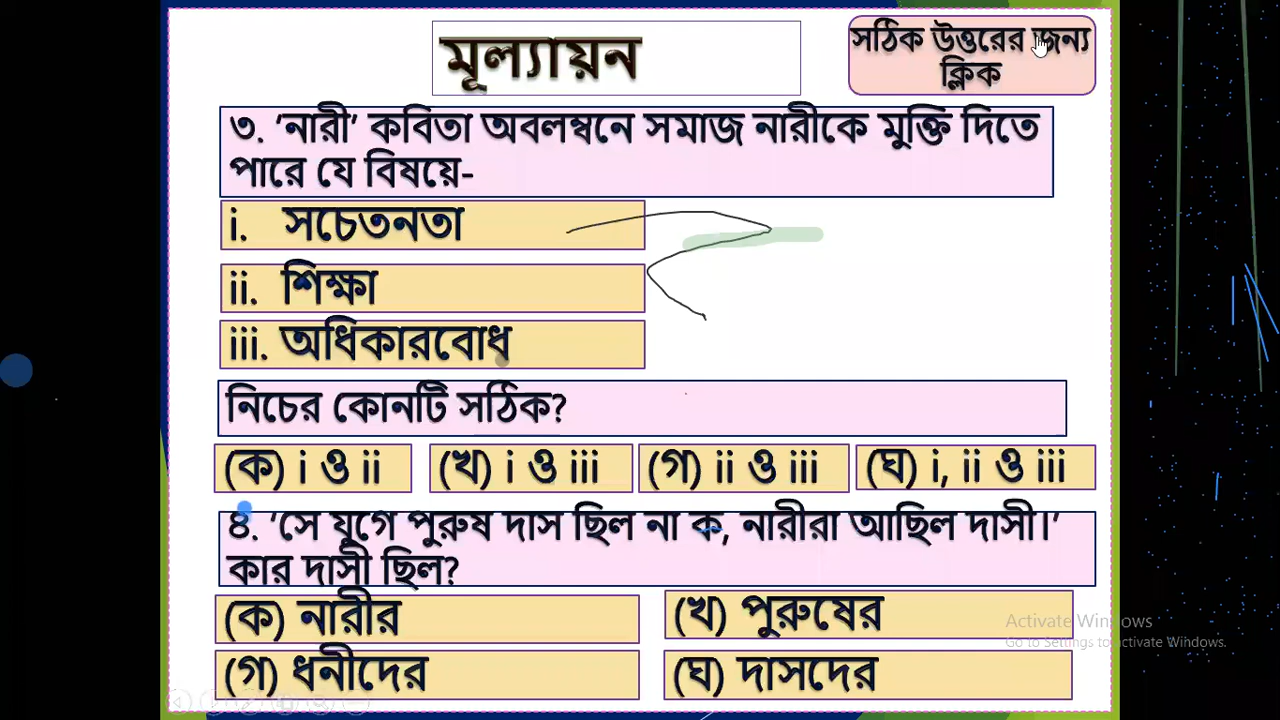 মূল্যায়ন
সঠিক উত্তরের জন্য
ক্লিক
৩. ‘নারী’ কবিতা অবলম্বনে সমাজ নারীকে মুক্তি দিতে
পারে যে বিষয়ে-
i. সচেতনতা
ii. শিক্ষা
iii. অধিকারবোধ
নিচের কোনটি সঠিক?
(ক) i ও ii (খ) i ও iii (গ) ii ও iii (ঘ) i, ii ও iii
৪. ‘সে যুগে পুরুষ দাস ছিল না ক, নারীরা আছিল দাসী।’
কার দাসী ছিল?
(ক) নারীর (খ) পুরুষের
(গ) ধনীদের (ঘ) দাসদের
Activate Windows
Go to Settings to activate Windows.